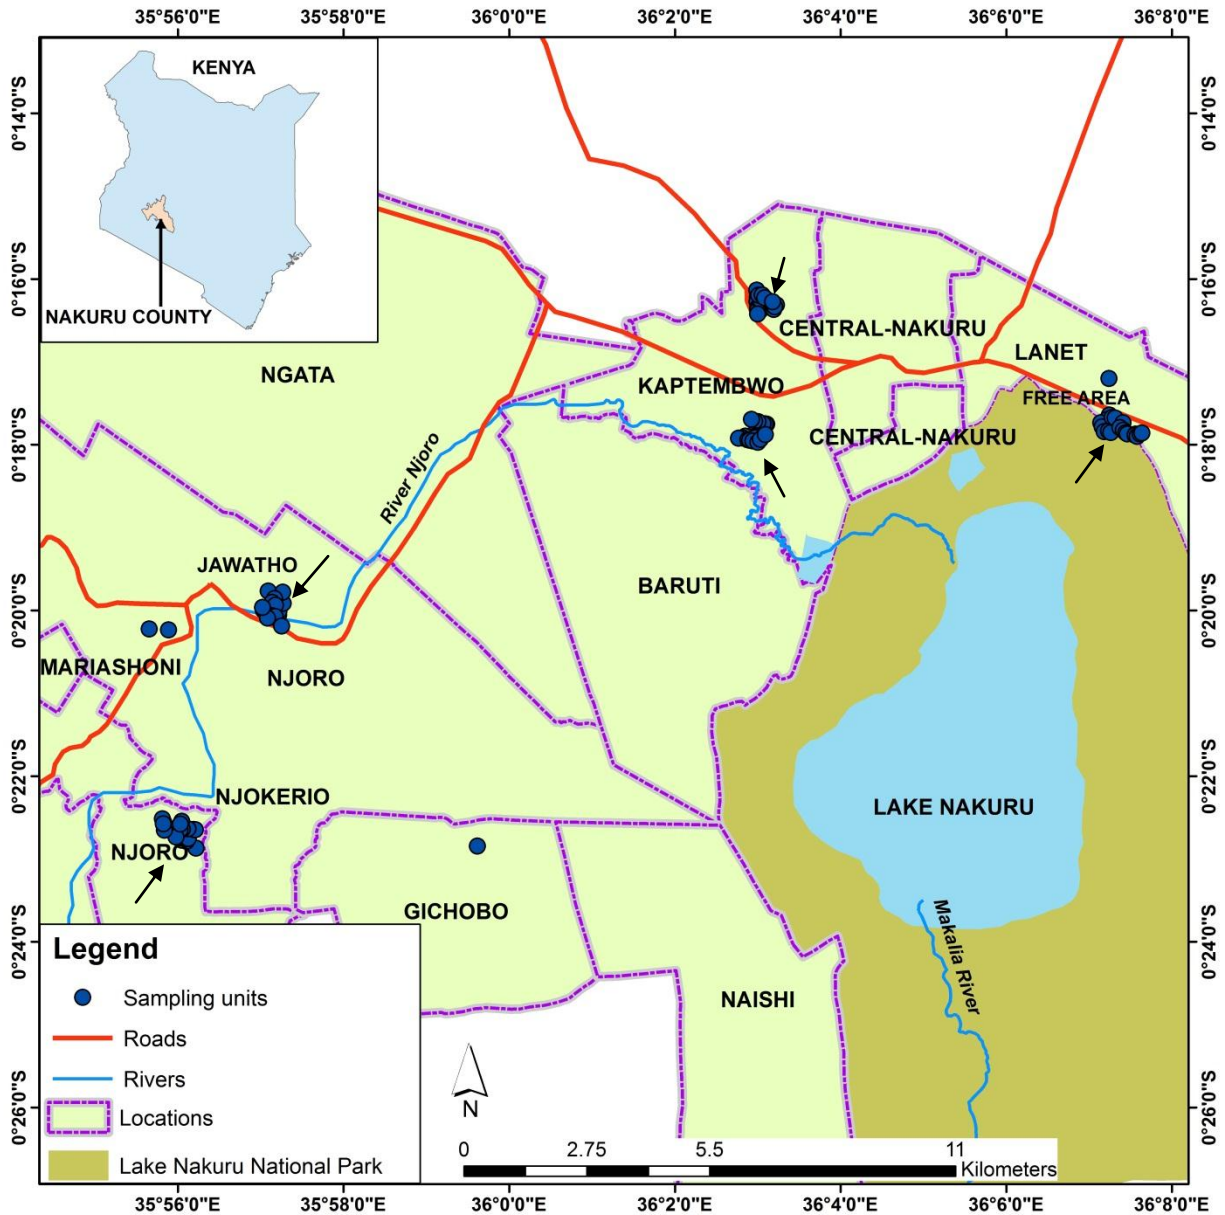 35°56'0"E 35°58'0"E 36°0'0"E 36°2'0"E 36°4'0"E 36°6'0"E 36°8'0"E
KENYA
NAKURU COUNTY
0°14'0"S 0°14'0"S
0°16'0"S 0°16'0"S
CENTRAL-NAKURU
LANET
NGATA
KAPTEMBWO
FREE AREA
CENTRAL-NAKURU
0°18'0"S 0°18'0"S
River Njoro
JAWATHO
BARUTI
0°20'0"S 0°20'0"S
MARIASHONI
NJORO
0°22'0"S 0°22'0"S
NJOKERIO
LAKE NAKURU
NJORO
GICHOBO
0°24'0"S 0°24'0"S
Makalia River
NAISHI
Legend
Sampling units
Roads
Rivers
Locations
Lake Nakuru National Park
0°26'0"S 0°26'0"S
N
0 2.75 5.5 11
Kilometers
35°56'0"E 35°58'0"E 36°0'0"E 36°2'0"E 36°4'0"E 36°6'0"E 36°8'0"E